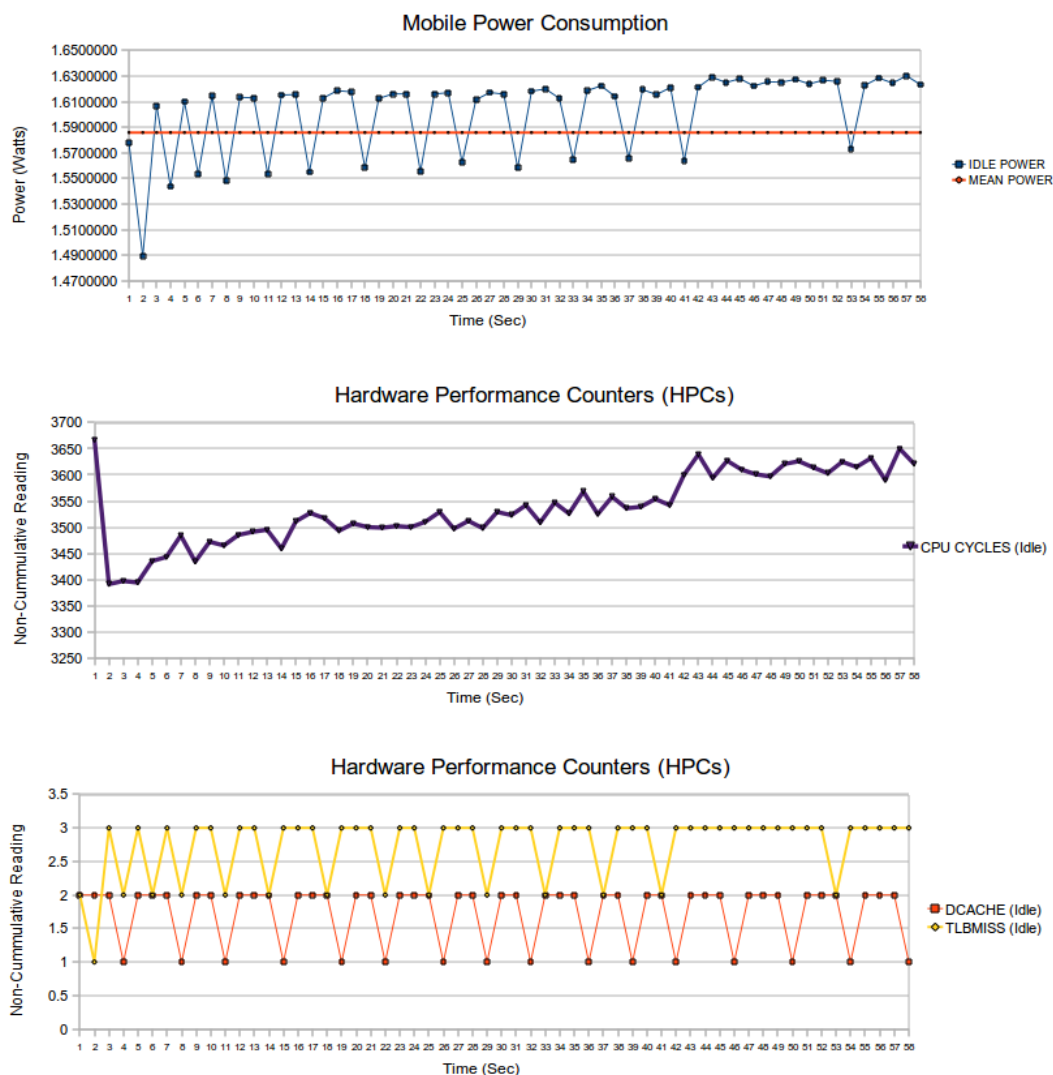 Mobile Power Consumption
1.6500000
1.6300000
1.6100000
1.5900000
1.5700000
1.5500000
1.5300000
1.5100000
1.4900000
1.4700000
Power (Watts)
IDLE POWER
MEAN POWER
1 2 3 4 5 6 7 8 9 10 11 12 13 14 15 16 17 18 19 20 21 22 23 24 25 26 27 28 29 30 31 32 33 34 35 36 37 38 39 40 41 42 43 44 45 46 47 48 49 50 51 52 53 54 55 56 57 58
Time (Sec)
Hardware Performance Counters (HPCs)
3700
3650
3600
3550
3500
3450
3400
3350
3300
3250
Non-Cummulative Reading
CPU CYCLES (Idle)
1 2 3 4 5 6 7 8 9 10 11 12 13 14 15 16 17 18 19 20 21 22 23 24 25 26 27 28 29 30 31 32 33 34 35 36 37 38 39 40 41 42 43 44 45 46 47 48 49 50 51 52 53 54 55 56 57 58
Time (Sec)
Hardware Performance Counters (HPCs)
3.5
3
2.5
2
1.5
1
0.5
0
Non-Cummulative Reading
DCACHE (Idle)
TLBMISS (Idle)
1 2 3 4 5 6 7 8 9 10 11 12 13 14 15 16 17 18 19 20 21 22 23 24 25 26 27 28 29 30 31 32 33 34 35 36 37 38 39 40 41 42 43 44 45 46 47 48 49 50 51 52 53 54 55 56 57 58
Time (Sec)